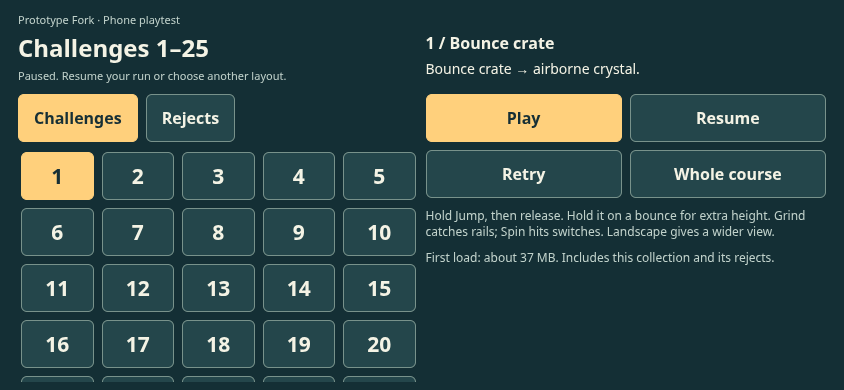 Prototype Fork · Phone playtest
Challenges 1–25
Paused. Resume your run or choose another layout.
Challenges
Rejects
1
2
3
4
5
6
7
8
9
10
11
12
13
14
15
16
17
18
19
20
1 / Bounce crate
Bounce crate → airborne crystal.
Play
Resume
Retry
Whole course
Hold Jump, then release. Hold it on a bounce for extra height. Grind
catches rails; Spin hits switches. Landscape gives a wider view.
First load: about 37 MB. Includes this collection and its rejects.